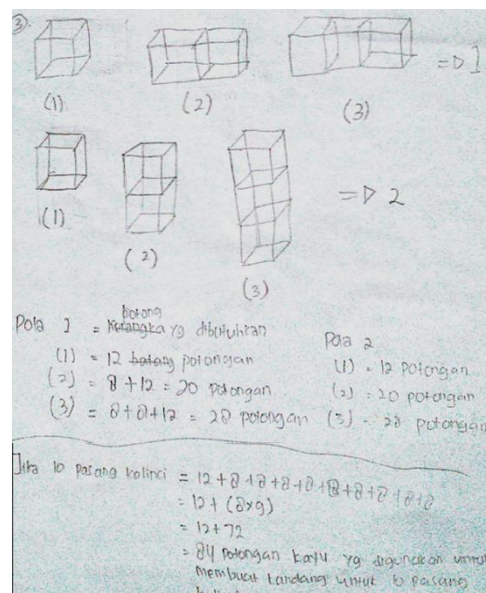 3.
(1) (2) (3) => 1
(1) (2) (3) => 2
Pola 1 = Kerangka potong yg dibutuhkan
(1) = 12 batang potongan
(2) = 8 + 12 = 20 potongan
(3) = 8 + 8 + 12 = 28 potongan
Pola 2
(1) = 12 potongan
(2) = 20 potongan
(3) = 28 potongan
Jika 10 pasang kelinci = 12 + 8 + 8 + 8 + 8 + 8 + 8 + 8 + 8 + 8
= 12 + (8x9)
= 12 + 72
= 84 potongan kayu yg digunakan untuk
membuat kandang untuk 10 pasang